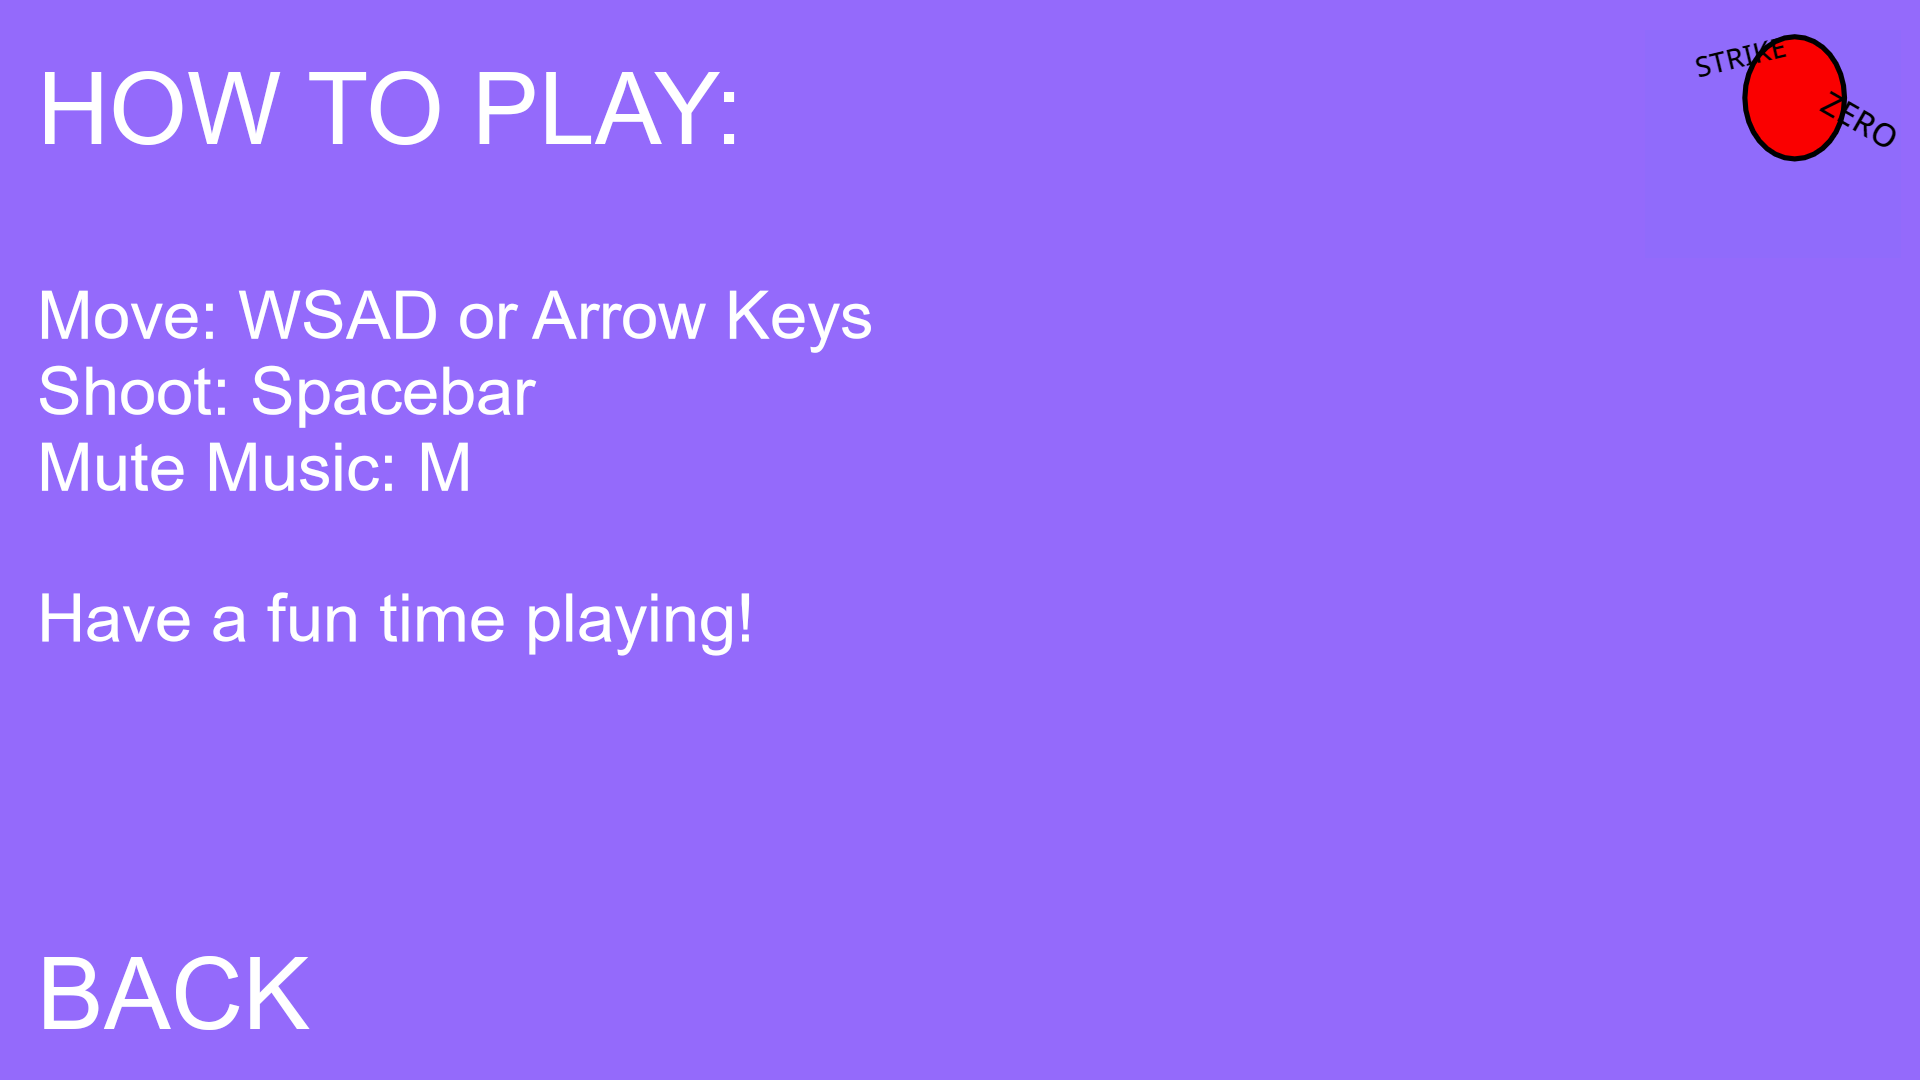 HOW TO PLAY:
STRIKE
ZERO
Move: WSAD or Arrow Keys
Shoot: Spacebar
Mute Music: M
Have a fun time playing!
BACK